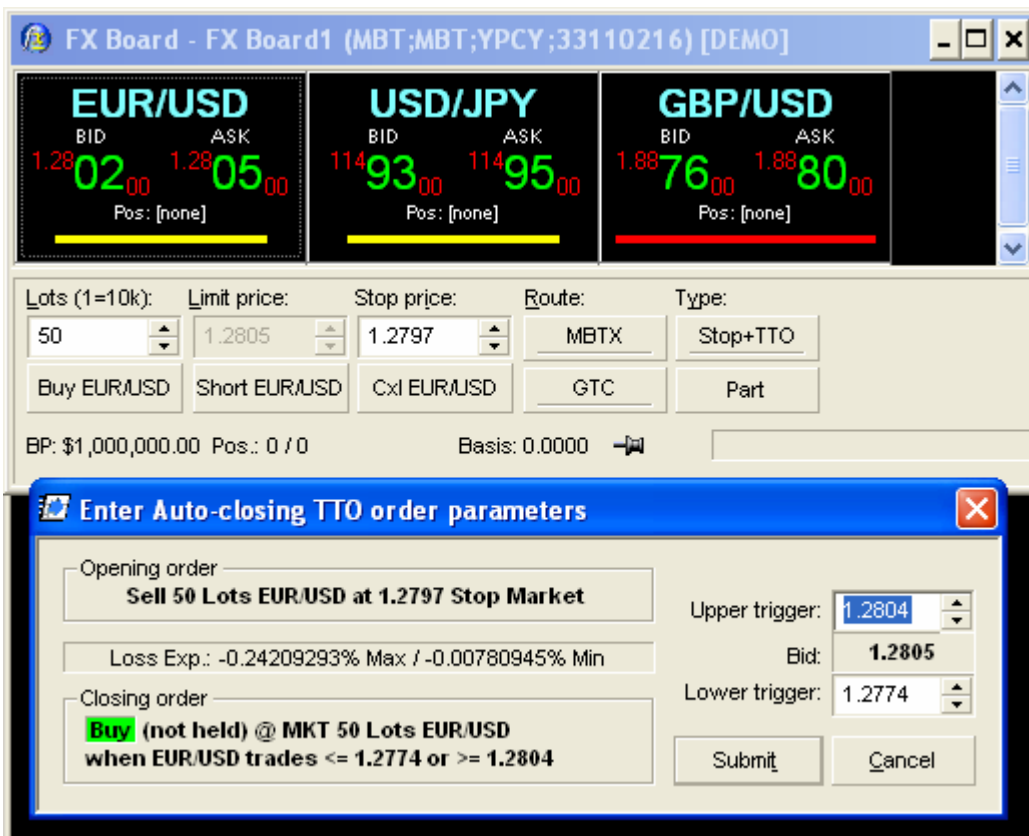 FX Board - FX Board1 (MBT;MBT;YPCY;33110216) [DEMO]
EUR/USD USD/JPY GBP/USD
BID ASK BID ASK BID ASK
1.28 02 00 1.28 05 00 114 93 00 114 95 00 1.88 76 00 1.88 80 00
Pos: [none] Pos: [none] Pos: [none]
Lots (1=10k): Limit price: Stop price: Route: Type:
50 1.2805 1.2797 MBTX Stop+TTO
Buy EUR/USD Short EUR/USD Cxl EUR/USD GTC Part
BP: $1,000,000.00 Pos.: 0 / 0 Basis: 0.0000
Enter Auto-closing TTO order parameters
Opening order
Sell 50 Lots EUR/USD at 1.2797 Stop Market
Upper trigger: 1.2804
Loss Exp.: -0.24209293% Max / -0.00780945% Min
Bid: 1.2805
Closing order
Lower trigger: 1.2774
Buy (not held) @ MKT 50 Lots EUR/USD
when EUR/USD trades <= 1.2774 or >= 1.2804
Submit Cancel